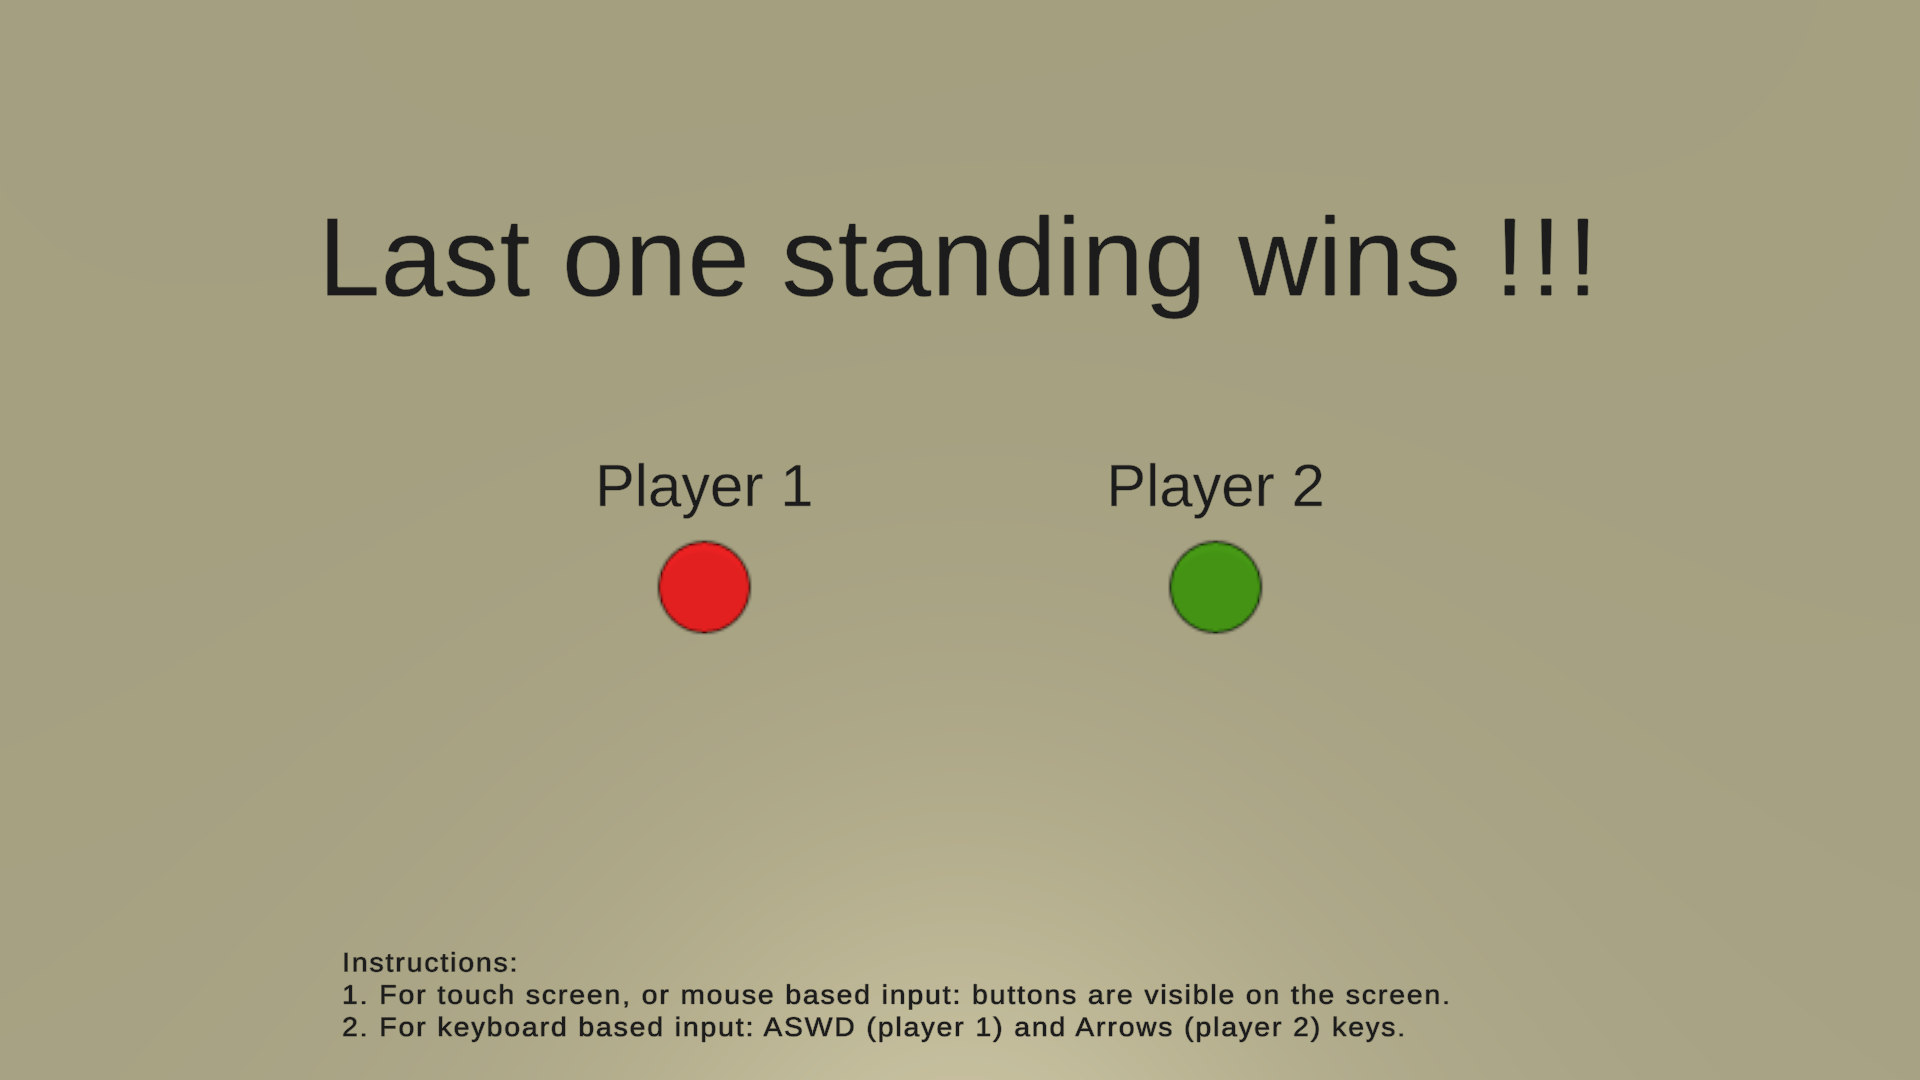 Last one standing wins !!!
Player 1
Player 2
Instructions:
1. For touch screen, or mouse based input: buttons are visible on the screen.
2. For keyboard based input: ASWD (player 1) and Arrows (player 2) keys.